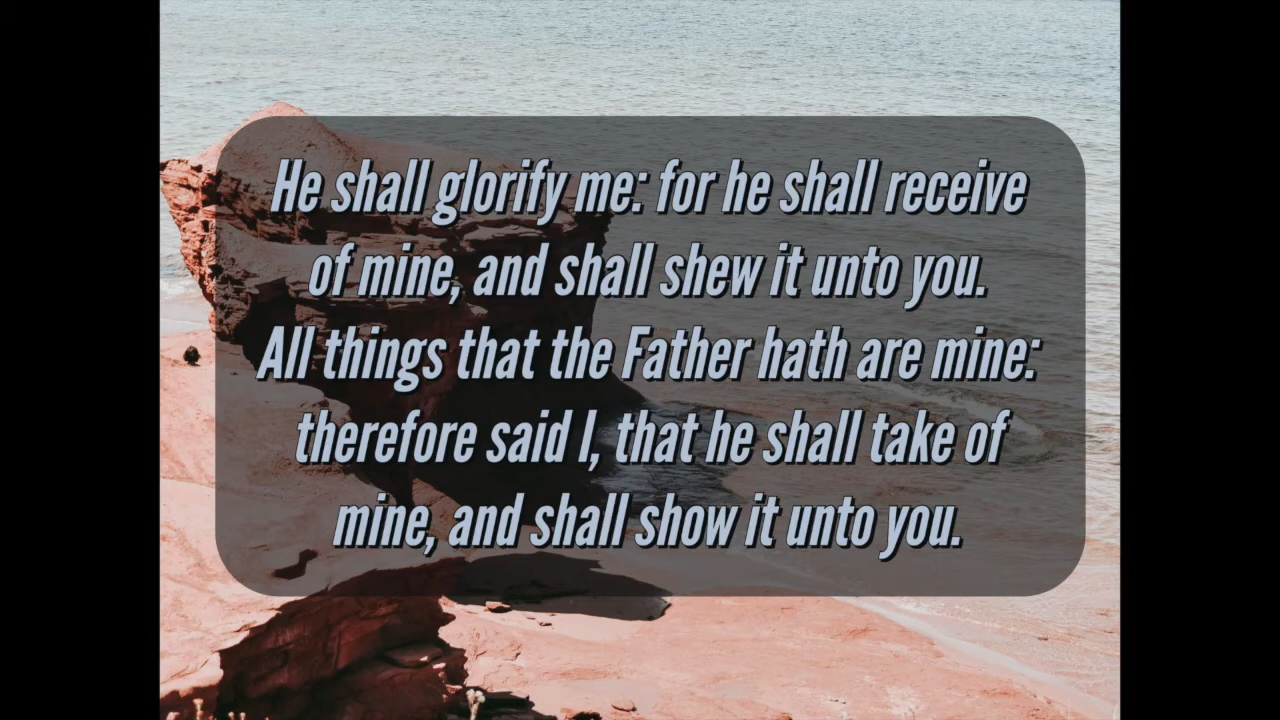 He shall glorify me: for he shall receive
of mine, and shall shew it unto you.
All things that the Father hath are mine:
therefore said I, that he shall take of
mine, and shall show it unto you.